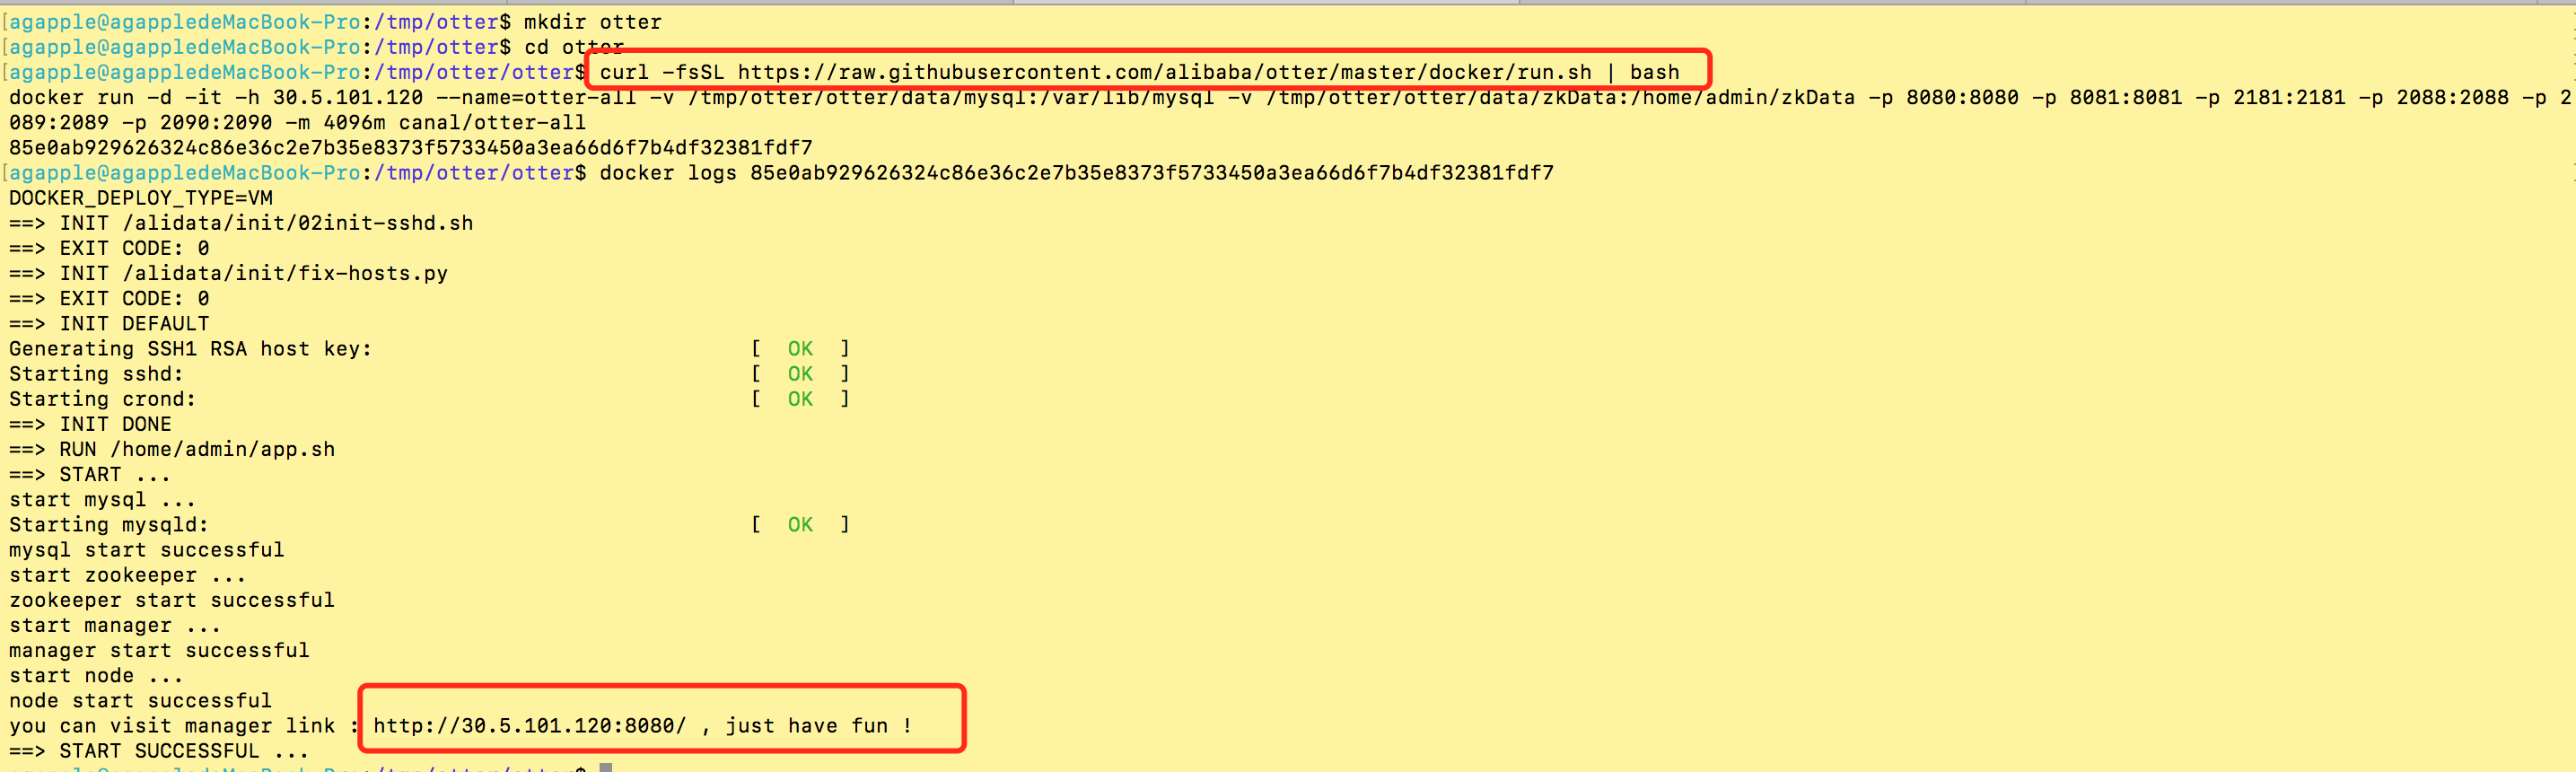 [agapple@agappledeMacBook-Pro:/tmp/otter$ mkdir otter
[agapple@agappledeMacBook-Pro:/tmp/otter$ cd otter
[agapple@agappledeMacBook-Pro:/tmp/otter/otter$ curl -fsSL https://raw.githubusercontent.com/alibaba/otter/master/docker/run.sh | bash
docker run -d -it -h 30.5.101.120 --name=otter-all -v /tmp/otter/otter/data/mysql:/var/lib/mysql -v /tmp/otter/otter/data/zkData:/home/admin/zkData -p 8080:8080 -p 8081:8081 -p 2181:2181 -p 2088:2088 -p 2
089:2089 -p 2090:2090 -m 4096m canal/otter-all
85e0ab929626324c86e36c2e7b35e8373f5733450a3ea66d6f7b4df32381fdf7
[agapple@agappledeMacBook-Pro:/tmp/otter/otter$ docker logs 85e0ab929626324c86e36c2e7b35e8373f5733450a3ea66d6f7b4df32381fdf7
DOCKER_DEPLOY_TYPE=VM
==> INIT /alidata/init/02init-sshd.sh
==> EXIT CODE: 0
==> INIT /alidata/init/fix-hosts.py
==> EXIT CODE: 0
==> INIT DEFAULT
Generating SSH1 RSA host key: [ OK ]
Starting sshd: [ OK ]
Starting crond: [ OK ]
==> INIT DONE
==> RUN /home/admin/app.sh
==> START ...
start mysql ...
Starting mysqld: [ OK ]
mysql start successful
start zookeeper ...
zookeeper start successful
start manager ...
manager start successful
start node ...
node start successful
you can visit manager link : http://30.5.101.120:8080/ , just have fun !
==> START SUCCESSFUL ...
agapple@agappledeMacBook-Pro:/tmp/otter/otter$